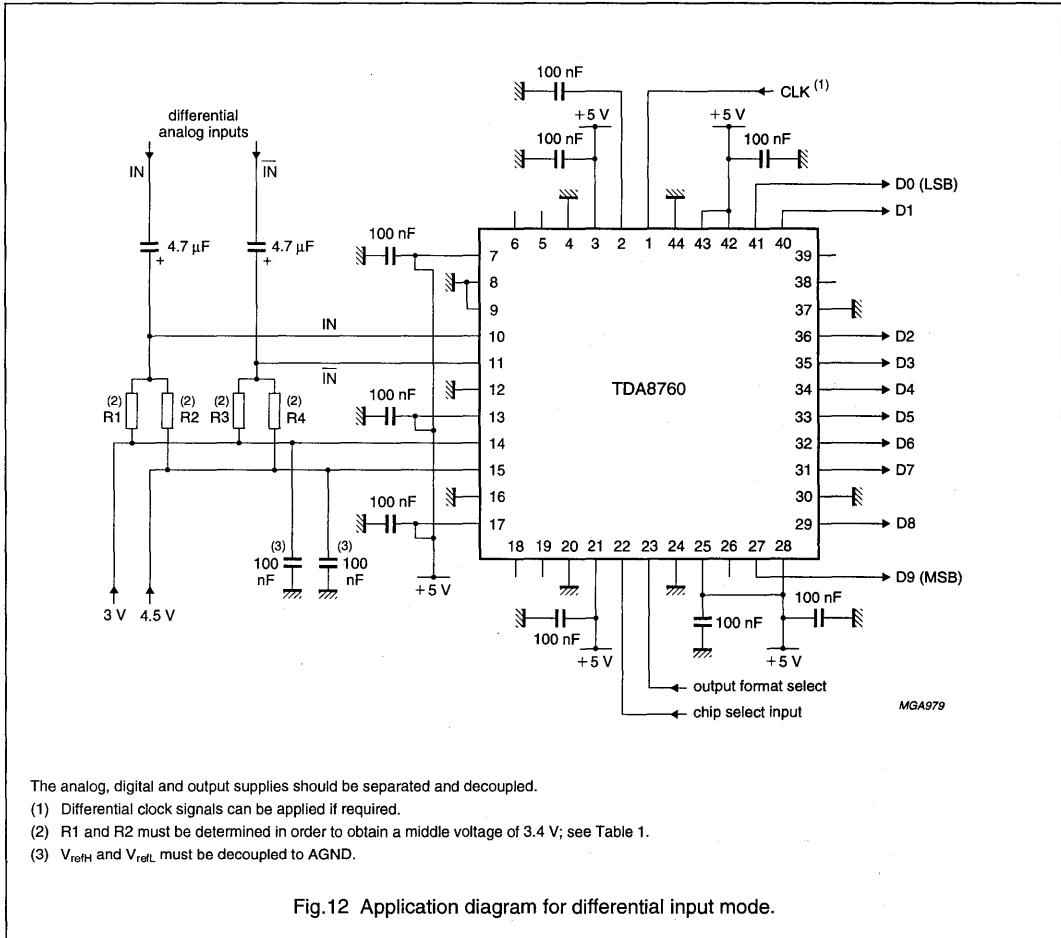 100 nF
CLK (1)
differential
analog inputs
+5 V
+5 V
100 nF
100 nF
IN
I̅N̅
D0 (LSB)
D1
4.7 µF
+
4.7 µF
+
100 nF
6 5 4 3 2 1 44 43 42 41 40
7
8
9
10
11
12
13
14
15
16
17
39
38
37
36
35
34
33
32
31
30
29
IN
I̅N̅
TDA8760
D2
D3
D4
D5
D6
D7
D8
(2) (2) (2) (2)
R1 R2 R3 R4
100 nF
100 nF
(3)
100
nF
(3)
100
nF
18 19 20 21 22 23 24 25 26 27 28
+5 V
D9 (MSB)
3 V 4.5 V
100 nF
100 nF
100 nF
+5 V
+5 V
output format select
chip select input
MGA979
The analog, digital and output supplies should be separated and decoupled.
(1) Differential clock signals can be applied if required.
(2) R1 and R2 must be determined in order to obtain a middle voltage of 3.4 V; see Table 1.
(3) VrefH and VrefL must be decoupled to AGND.
Fig.12 Application diagram for differential input mode.